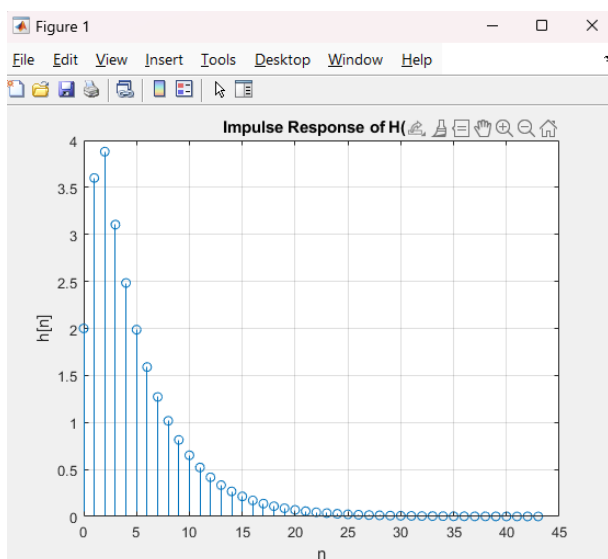 Figure 1
File Edit View Insert Tools Desktop Window Help
Impulse Response of H(
4
3.5
3
2.5
2
1.5
1
0.5
0
h[n]
0 5 10 15 20 25 30 35 40 45
n